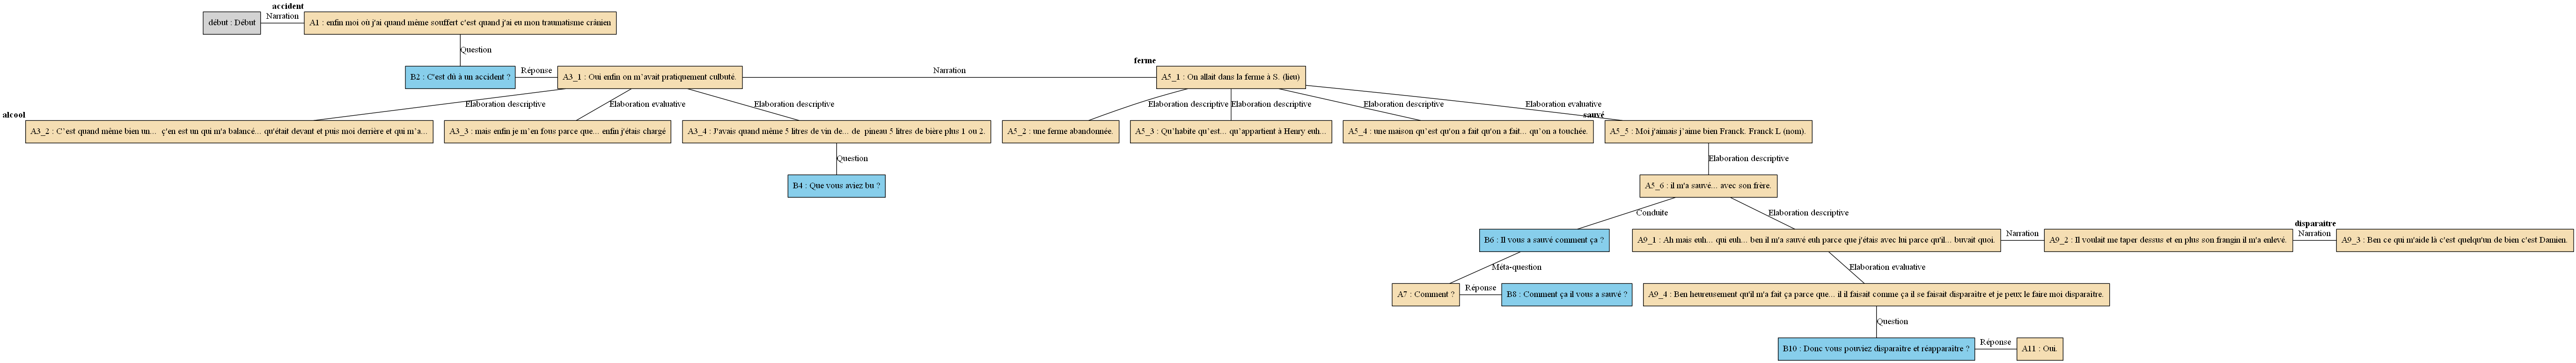 accident
Narration
début : Début
A1 : enfin moi où j'ai quand même souffert c'est quand j'ai eu mon traumatisme crânien
Question
ferme
B2 : C'est dû à un accident ?
Réponse
A3_1 : Oui enfin on m'avait pratiquement culbuté.
Narration
A5_1 : On allait dans la ferme à S. (lieu)
Elaboration descriptive
Elaboration evaluative
Elaboration descriptive
Elaboration descriptive
Elaboration descriptive
Elaboration descriptive
Elaboration evaluative
alcool
sauvé
A3_2 : C'est quand même bien un... ç'en est un qui m'a balancé... qu'était devant et puis moi derrière et qui m'a...
A3_3 : mais enfin je m'en fous parce que... enfin j'étais chargé
A3_4 : J'avais quand même 5 litres de vin de... de pineau 5 litres de bière plus 1 ou 2.
A5_2 : une ferme abandonnée.
A5_3 : Qu'habite qu'est... qu'appartient à Henry euh...
A5_4 : une maison qu'est qu'on a fait qu'on a fait... qu'on a touchée.
A5_5 : Moi j'aimais j'aime bien Franck. Franck L (nom).
Question
Elaboration descriptive
B4 : Que vous aviez bu ?
A5_6 : il m'a sauvé... avec son frère.
Conduite
Elaboration descriptive
disparaitre
B6 : Il vous a sauvé comment ça ?
A9_1 : Ah mais euh... qui euh... ben il m'a sauvé euh parce que j'étais avec lui parce qu'il... buvait quoi.
Narration
A9_2 : Il voulait me taper dessus et en plus son frangin il m'a enlevé.
Narration
A9_3 : Ben ce qui m'aide là c'est quelqu'un de bien c'est Damien.
Méta-question
Elaboration evaluative
A7 : Comment ?
Réponse
B8 : Comment ça il vous a sauvé ?
A9_4 : Ben heureusement qu'il m'a fait ça parce que... il il faisait comme ça il se faisait disparaître et je peux le faire moi disparaître.
Question
B10 : Donc vous pouviez disparaître et réapparaître ?
Réponse
A11 : Oui.